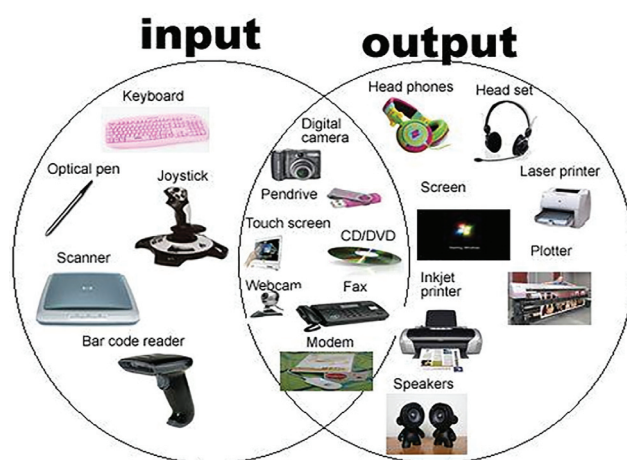 input
output
Keyboard
Head phones
Head set
Digital
camera
Optical pen
Joystick
Laser printer
Pendrive
Screen
Touch screen
CD/DVD
Scanner
Plotter
Webcam
Fax
Inkjet
printer
Bar code reader
Modem
Speakers